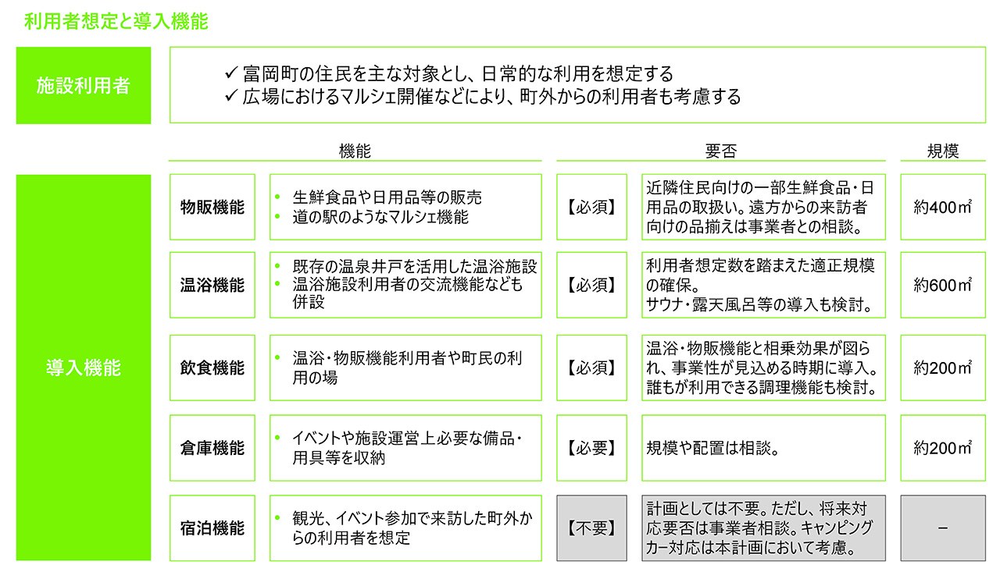 利用者想定と導入機能
施設利用者
✓ 富岡町の住民を主な対象とし、日常的な利用を想定する
✓ 広場におけるマルシェ開催などにより、町外からの利用者も考慮する
機能
要否
規模
導入機能
物販機能
• 生鮮食品や日用品等の販売
• 道の駅のようなマルシェ機能
【必須】
近隣住民向けの一部生鮮食品・日
用品の取扱い。遠方からの来訪者
向けの品揃えは事業者との相談。
約400㎡
温浴機能
• 既存の温泉井戸を活用した温浴施設
• 温浴施設利用者の交流機能なども
併設
【必須】
利用者想定数を踏まえた適正規模
の確保。
サウナ・露天風呂等の導入も検討。
約600㎡
飲食機能
• 温浴・物販機能利用者や町民の利
用の場
【必須】
温浴・物販機能と相乗効果が図ら
れ、事業性が見込める時期に導入。
誰もが利用できる調理機能も検討。
約200㎡
倉庫機能
• イベントや施設運営上必要な備品・
用具等を収納
【必要】
規模や配置は相談。
約200㎡
宿泊機能
• 観光、イベント参加で来訪した町外か
らの利用者を想定
【不要】
計画としては不要。ただし、将来対
応要否は事業者相談。キャンピング
カー対応は本計画において考慮。
–